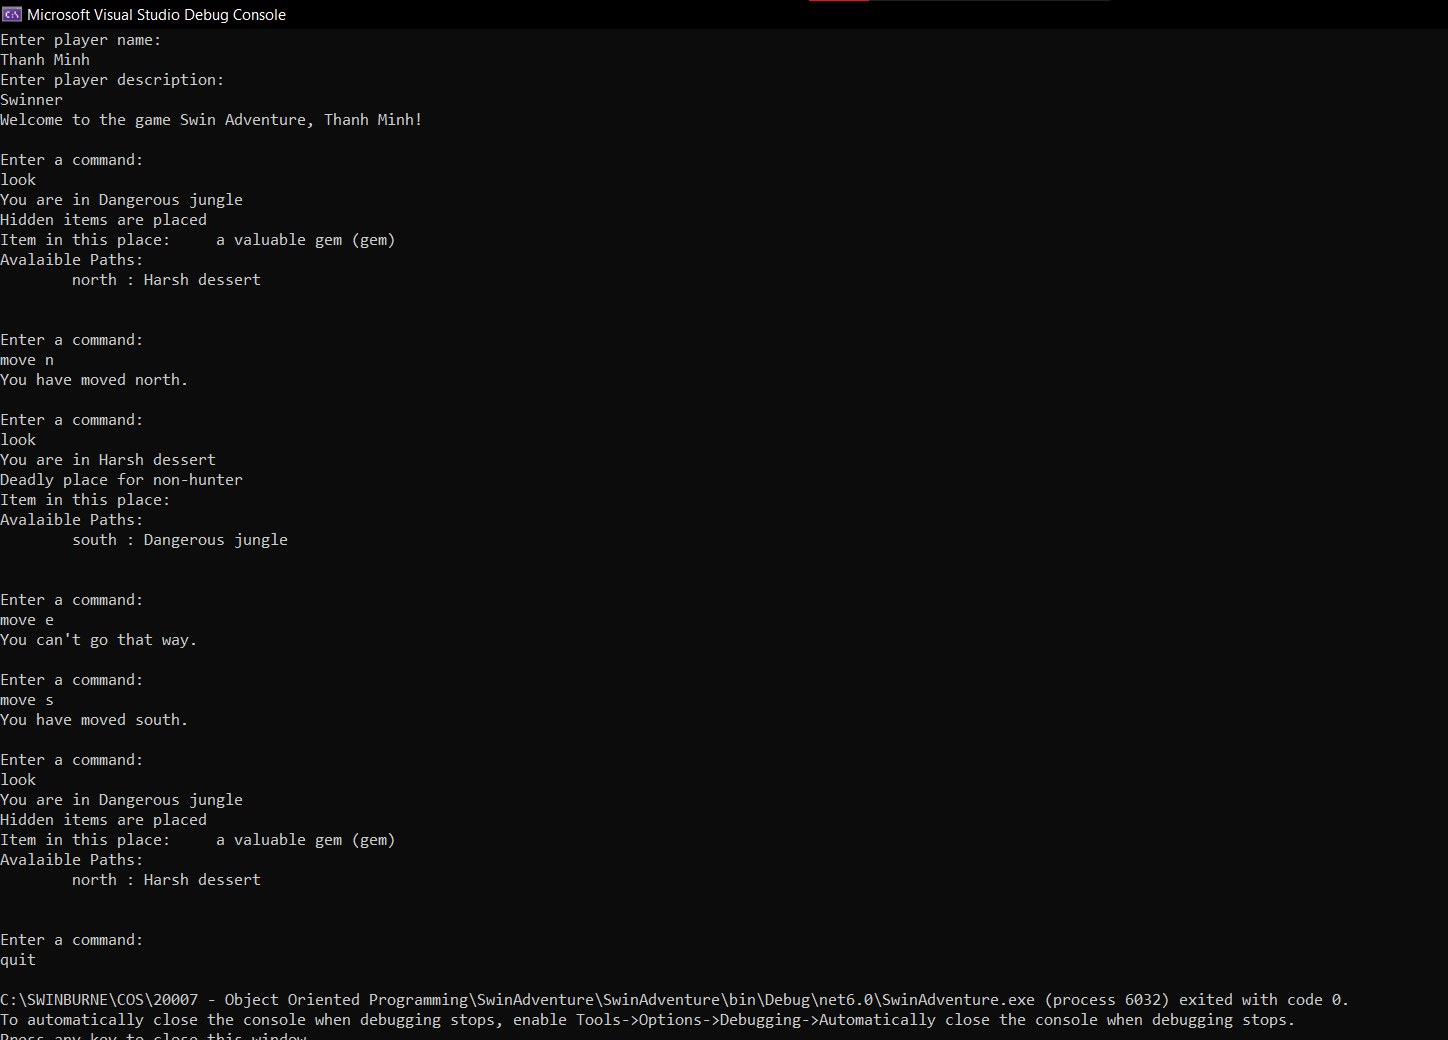 Microsoft Visual Studio Debug Console
Enter player name:
Thanh Minh
Enter player description:
Swinner
Welcome to the game Swin Adventure, Thanh Minh!
Enter a command:
look
You are in Dangerous jungle
Hidden items are placed
Item in this place:     a valuable gem (gem)
Avalaible Paths:
        north : Harsh dessert
Enter a command:
move n
You have moved north.
Enter a command:
look
You are in Harsh dessert
Deadly place for non-hunter
Item in this place:
Avalaible Paths:
        south : Dangerous jungle
Enter a command:
move e
You can't go that way.
Enter a command:
move s
You have moved south.
Enter a command:
look
You are in Dangerous jungle
Hidden items are placed
Item in this place:     a valuable gem (gem)
Avalaible Paths:
        north : Harsh dessert
Enter a command:
quit
C:\SWINBURNE\COS\20007 - Object Oriented Programming\SwinAdventure\SwinAdventure\bin\Debug\net6.0\SwinAdventure.exe (process 6032) exited with code 0.
To automatically close the console when debugging stops, enable Tools->Options->Debugging->Automatically close the console when debugging stops.
Press any key to close this window